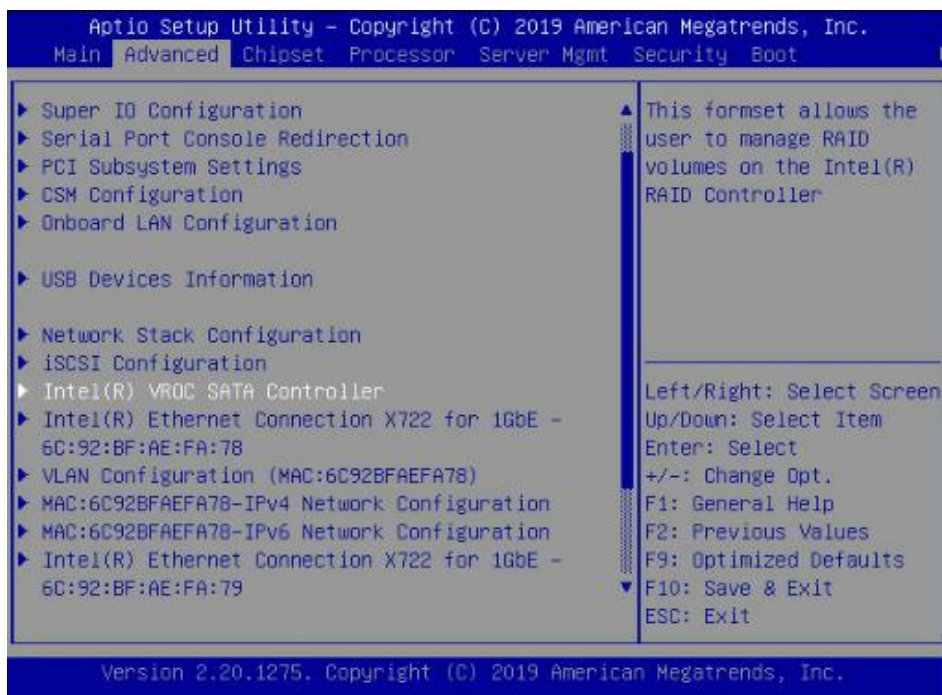 Aptio Setup Utility – Copyright (C) 2019 American Megatrends, Inc.
Main Advanced Chipset Processor Server Mgmt Security Boot
Super IO Configuration
Serial Port Console Redirection
PCI Subsystem Settings
CSM Configuration
Onboard LAN Configuration
USB Devices Information
Network Stack Configuration
iSCSI Configuration
Intel(R) VROC SATA Controller
Intel(R) Ethernet Connection X722 for 1GbE –
6C:92:BF:AE:FA:78
VLAN Configuration (MAC:6C92BFAEFA78)
MAC:6C92BFAEFA78-IPv4 Network Configuration
MAC:6C92BFAEFA78-IPv6 Network Configuration
Intel(R) Ethernet Connection X722 for 1GbE –
6C:92:BF:AE:FA:79
This formset allows the
user to manage RAID
volumes on the Intel(R)
RAID Controller
Left/Right: Select Screen
Up/Down: Select Item
Enter: Select
+/-: Change Opt.
F1: General Help
F2: Previous Values
F9: Optimized Defaults
F10: Save & Exit
ESC: Exit
Version 2.20.1275. Copyright (C) 2019 American Megatrends, Inc.